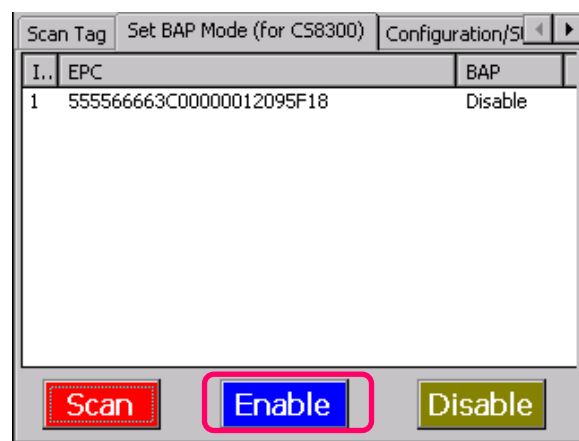 Scan Tag Set BAP Mode (for CS8300) Configuration/S
I.. EPC BAP
1 555566663C00000012095F18 Disable
Scan Enable Disable